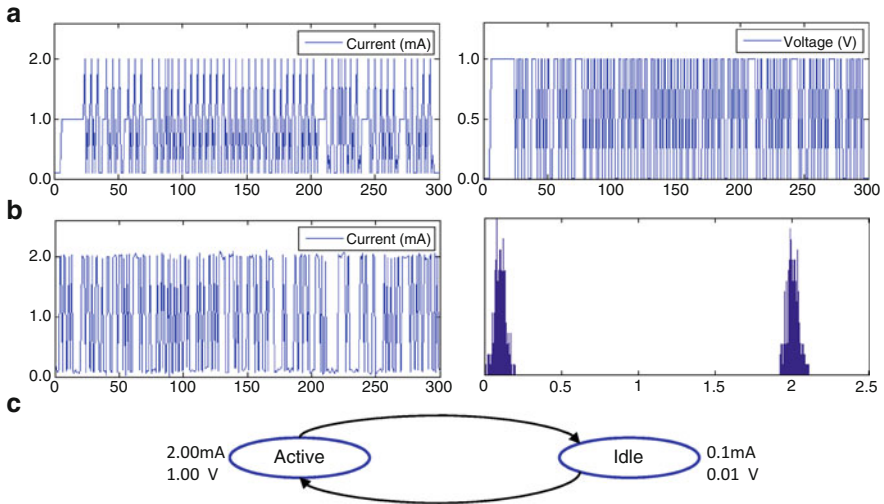 a
Current (mA)
2.0
1.0
0.0
0 50 100 150 200 250 300
Voltage (V)
1.0
0.5
0.0
0 50 100 150 200 250 300
b
Current (mA)
2.0
1.0
0.0
0 50 100 150 200 250 300
0 0.5 1 1.5 2 2.5
c
2.00mA
1.00 V
Active
Idle
0.1mA
0.01 V